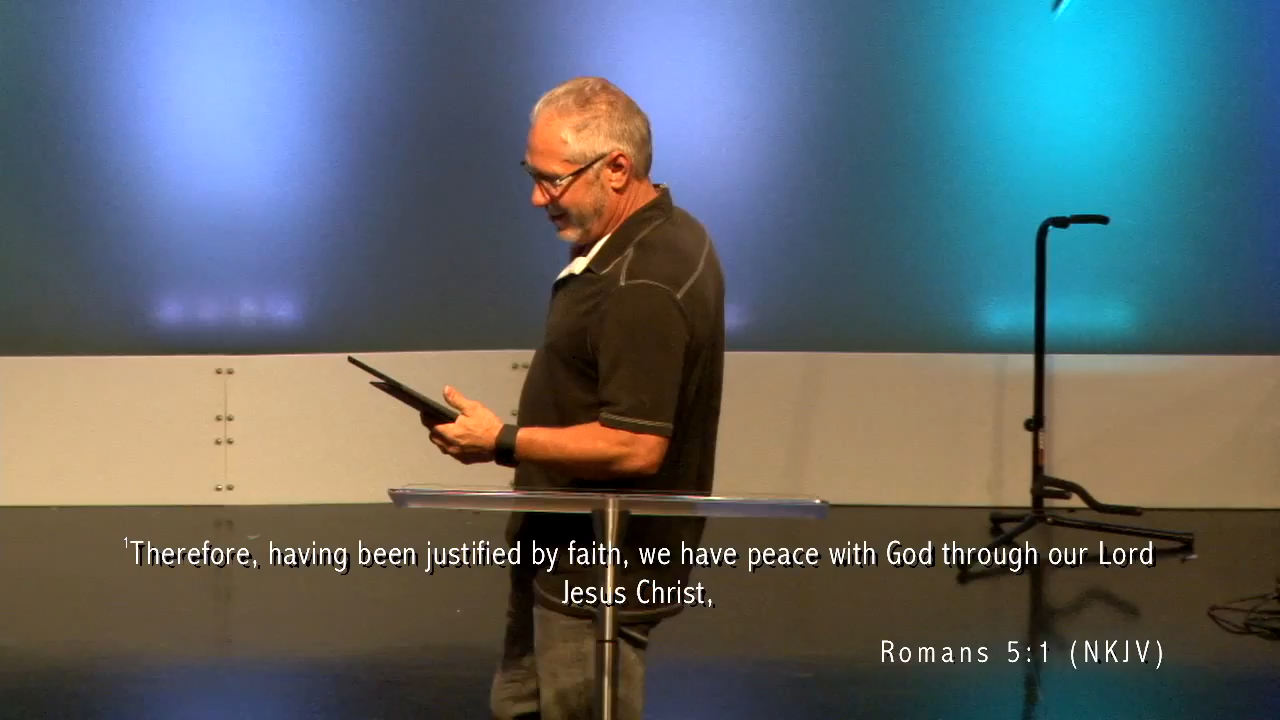 ¹Therefore, having been justified by faith, we have peace with God through our Lord
Jesus Christ,
Romans 5:1 (NKJV)